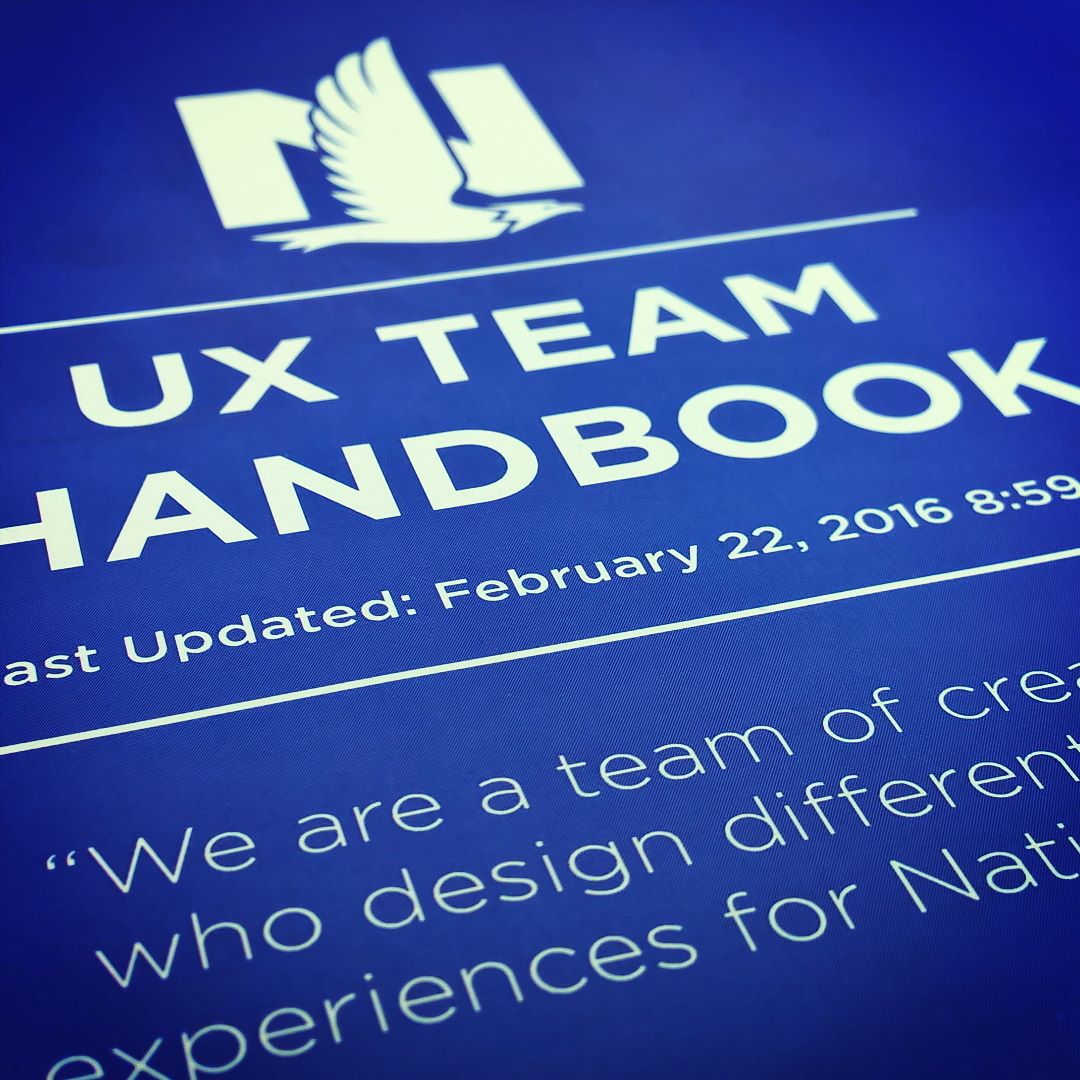 N
UX TEAM
HANDBOOK
ast Updated: February 22, 2016 8:59
“We are a team of crea
who design different
experiences for Nati